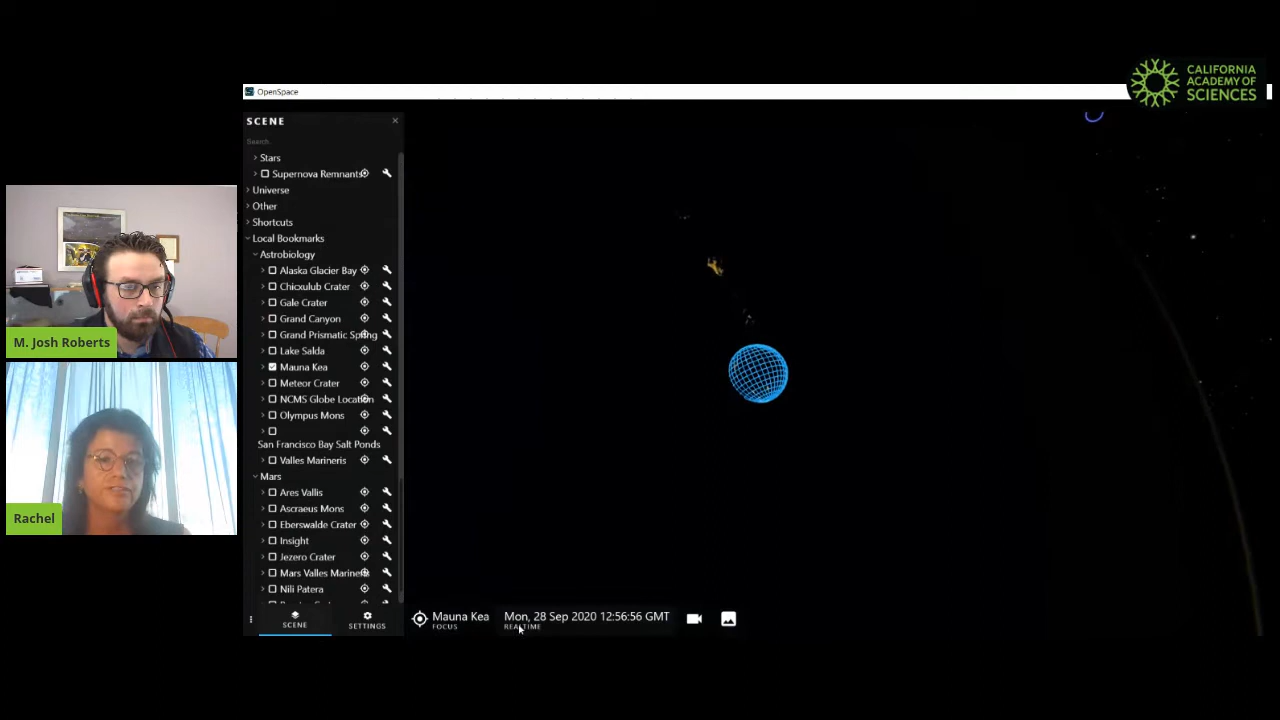 CALIFORNIA
ACADEMY OF
SCIENCES
OpenSpace
SCENE
Search
Stars
Supernova Remnants
Universe
Other
Shortcuts
Local Bookmarks
Astrobiology
Alaska Glacier Bay
Chicxulub Crater
Gale Crater
Grand Canyon
Grand Prismatic Spring
Lake Salda
Mauna Kea
Meteor Crater
NCMS Globe Location
Olympus Mons
San Francisco Bay Salt Ponds
Valles Marineris
Mars
Ares Vallis
Ascraeus Mons
Eberswalde Crater
Insight
Jezero Crater
Mars Valles Marineris
Nili Patera
SCENE
SETTINGS
Mauna Kea
FOCUS
Mon, 28 Sep 2020 12:56:56 GMT
REALTIME
M. Josh Roberts
Rachel